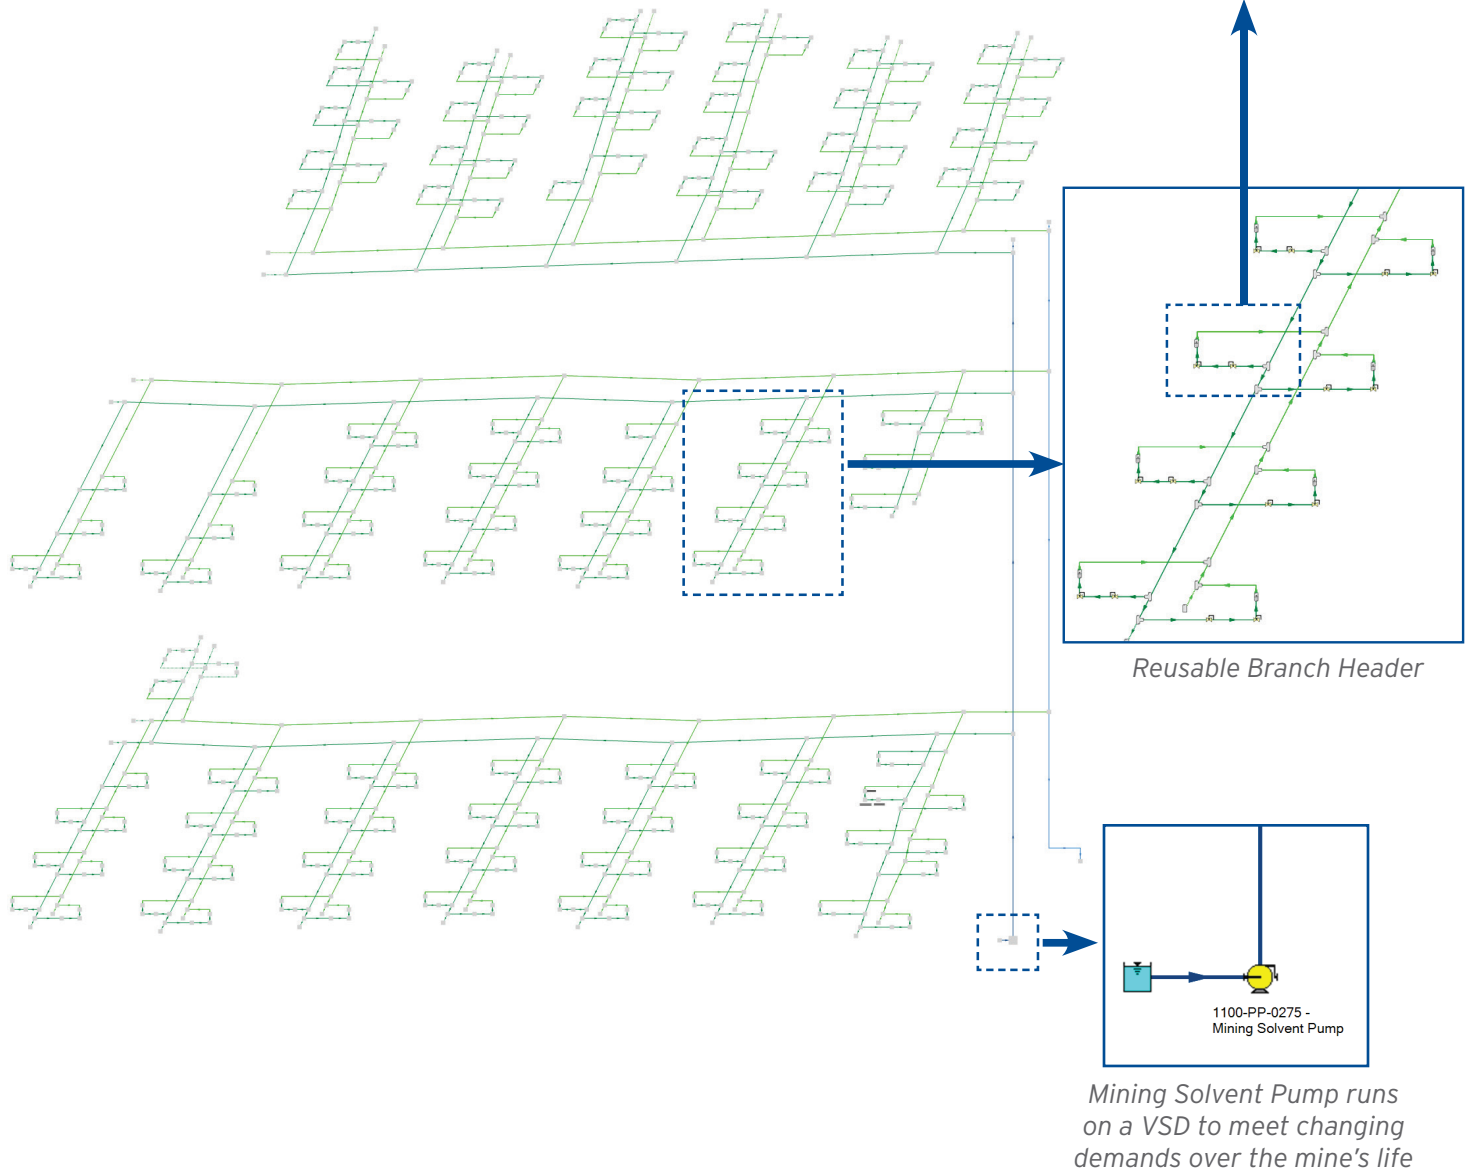 Reusable Branch Header
1100-PP-0275 -
Mining Solvent Pump
Mining Solvent Pump runs
on a VSD to meet changing
demands over the mine's life